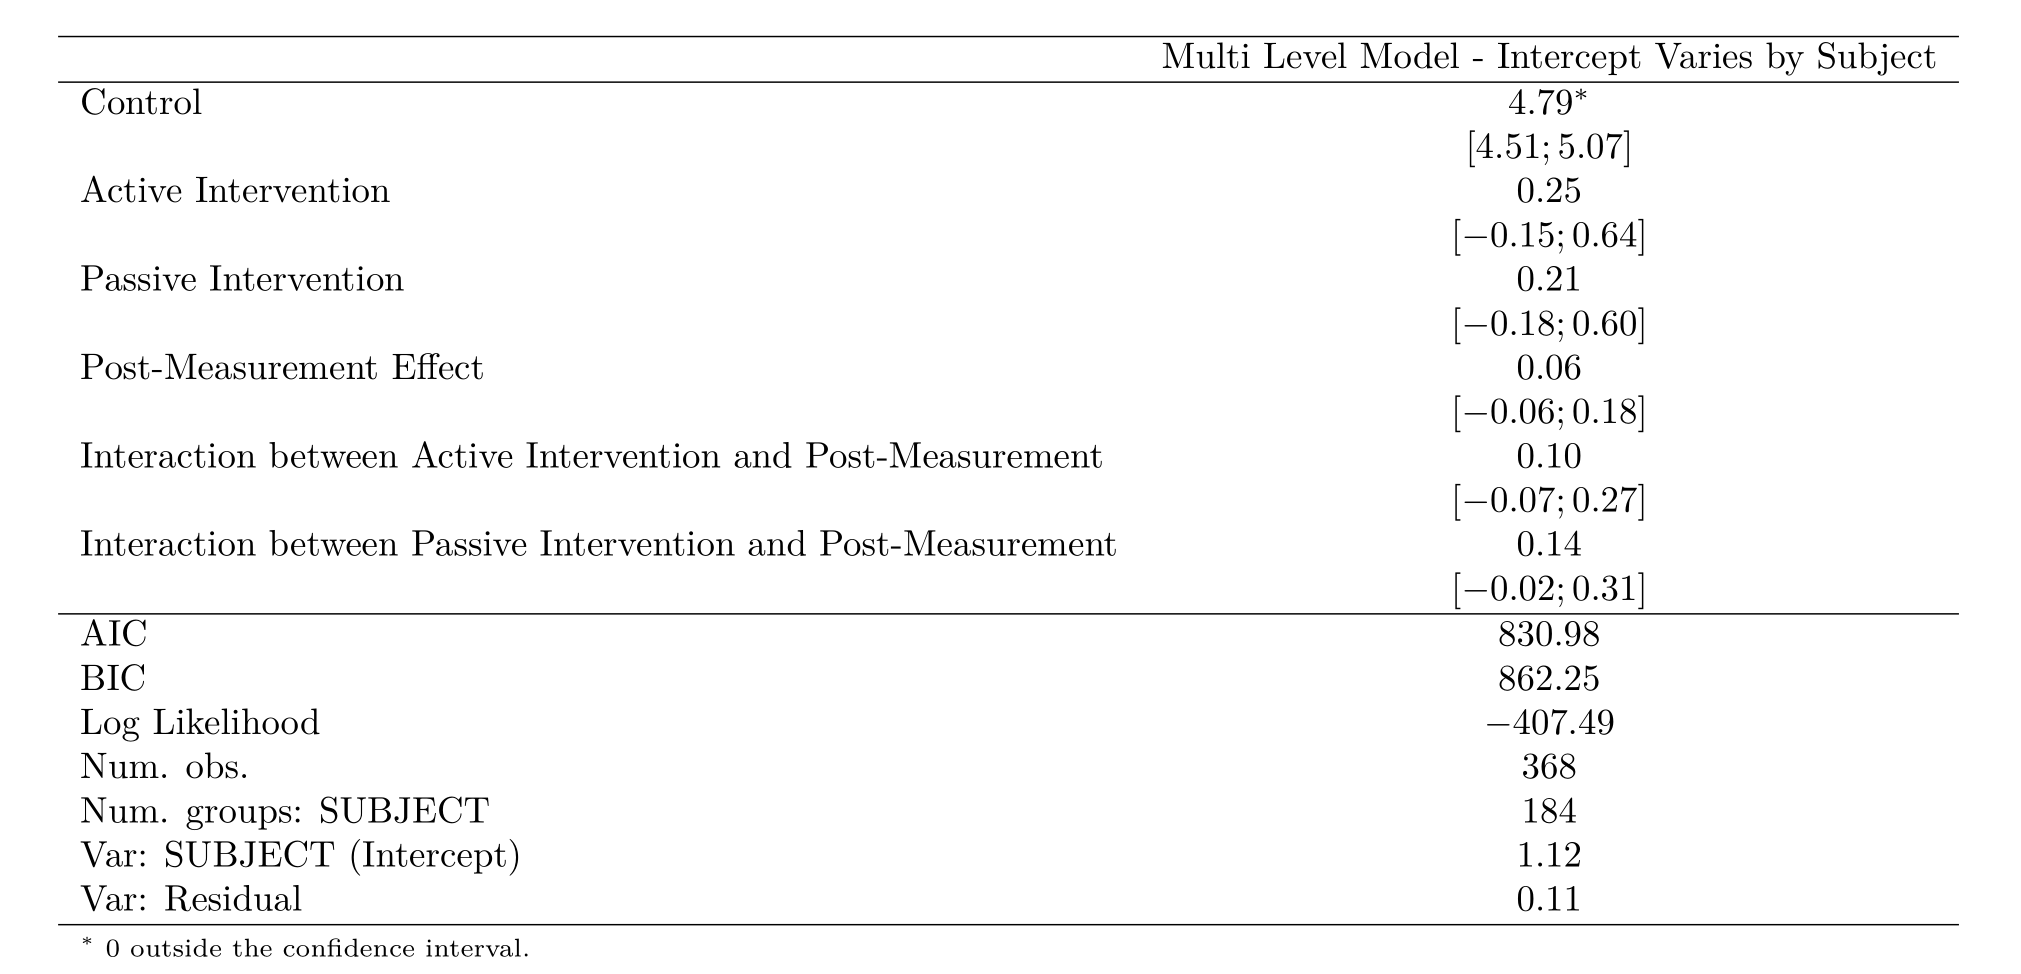 Multi Level Model - Intercept Varies by Subject
Control 4.79*
[4.51; 5.07]
Active Intervention 0.25
[−0.15; 0.64]
Passive Intervention 0.21
[−0.18; 0.60]
Post-Measurement Effect 0.06
[−0.06; 0.18]
Interaction between Active Intervention and Post-Measurement 0.10
[−0.07; 0.27]
Interaction between Passive Intervention and Post-Measurement 0.14
[−0.02; 0.31]
AIC 830.98
BIC 862.25
Log Likelihood −407.49
Num. obs. 368
Num. groups: SUBJECT 184
Var: SUBJECT (Intercept) 1.12
Var: Residual 0.11
* 0 outside the confidence interval.